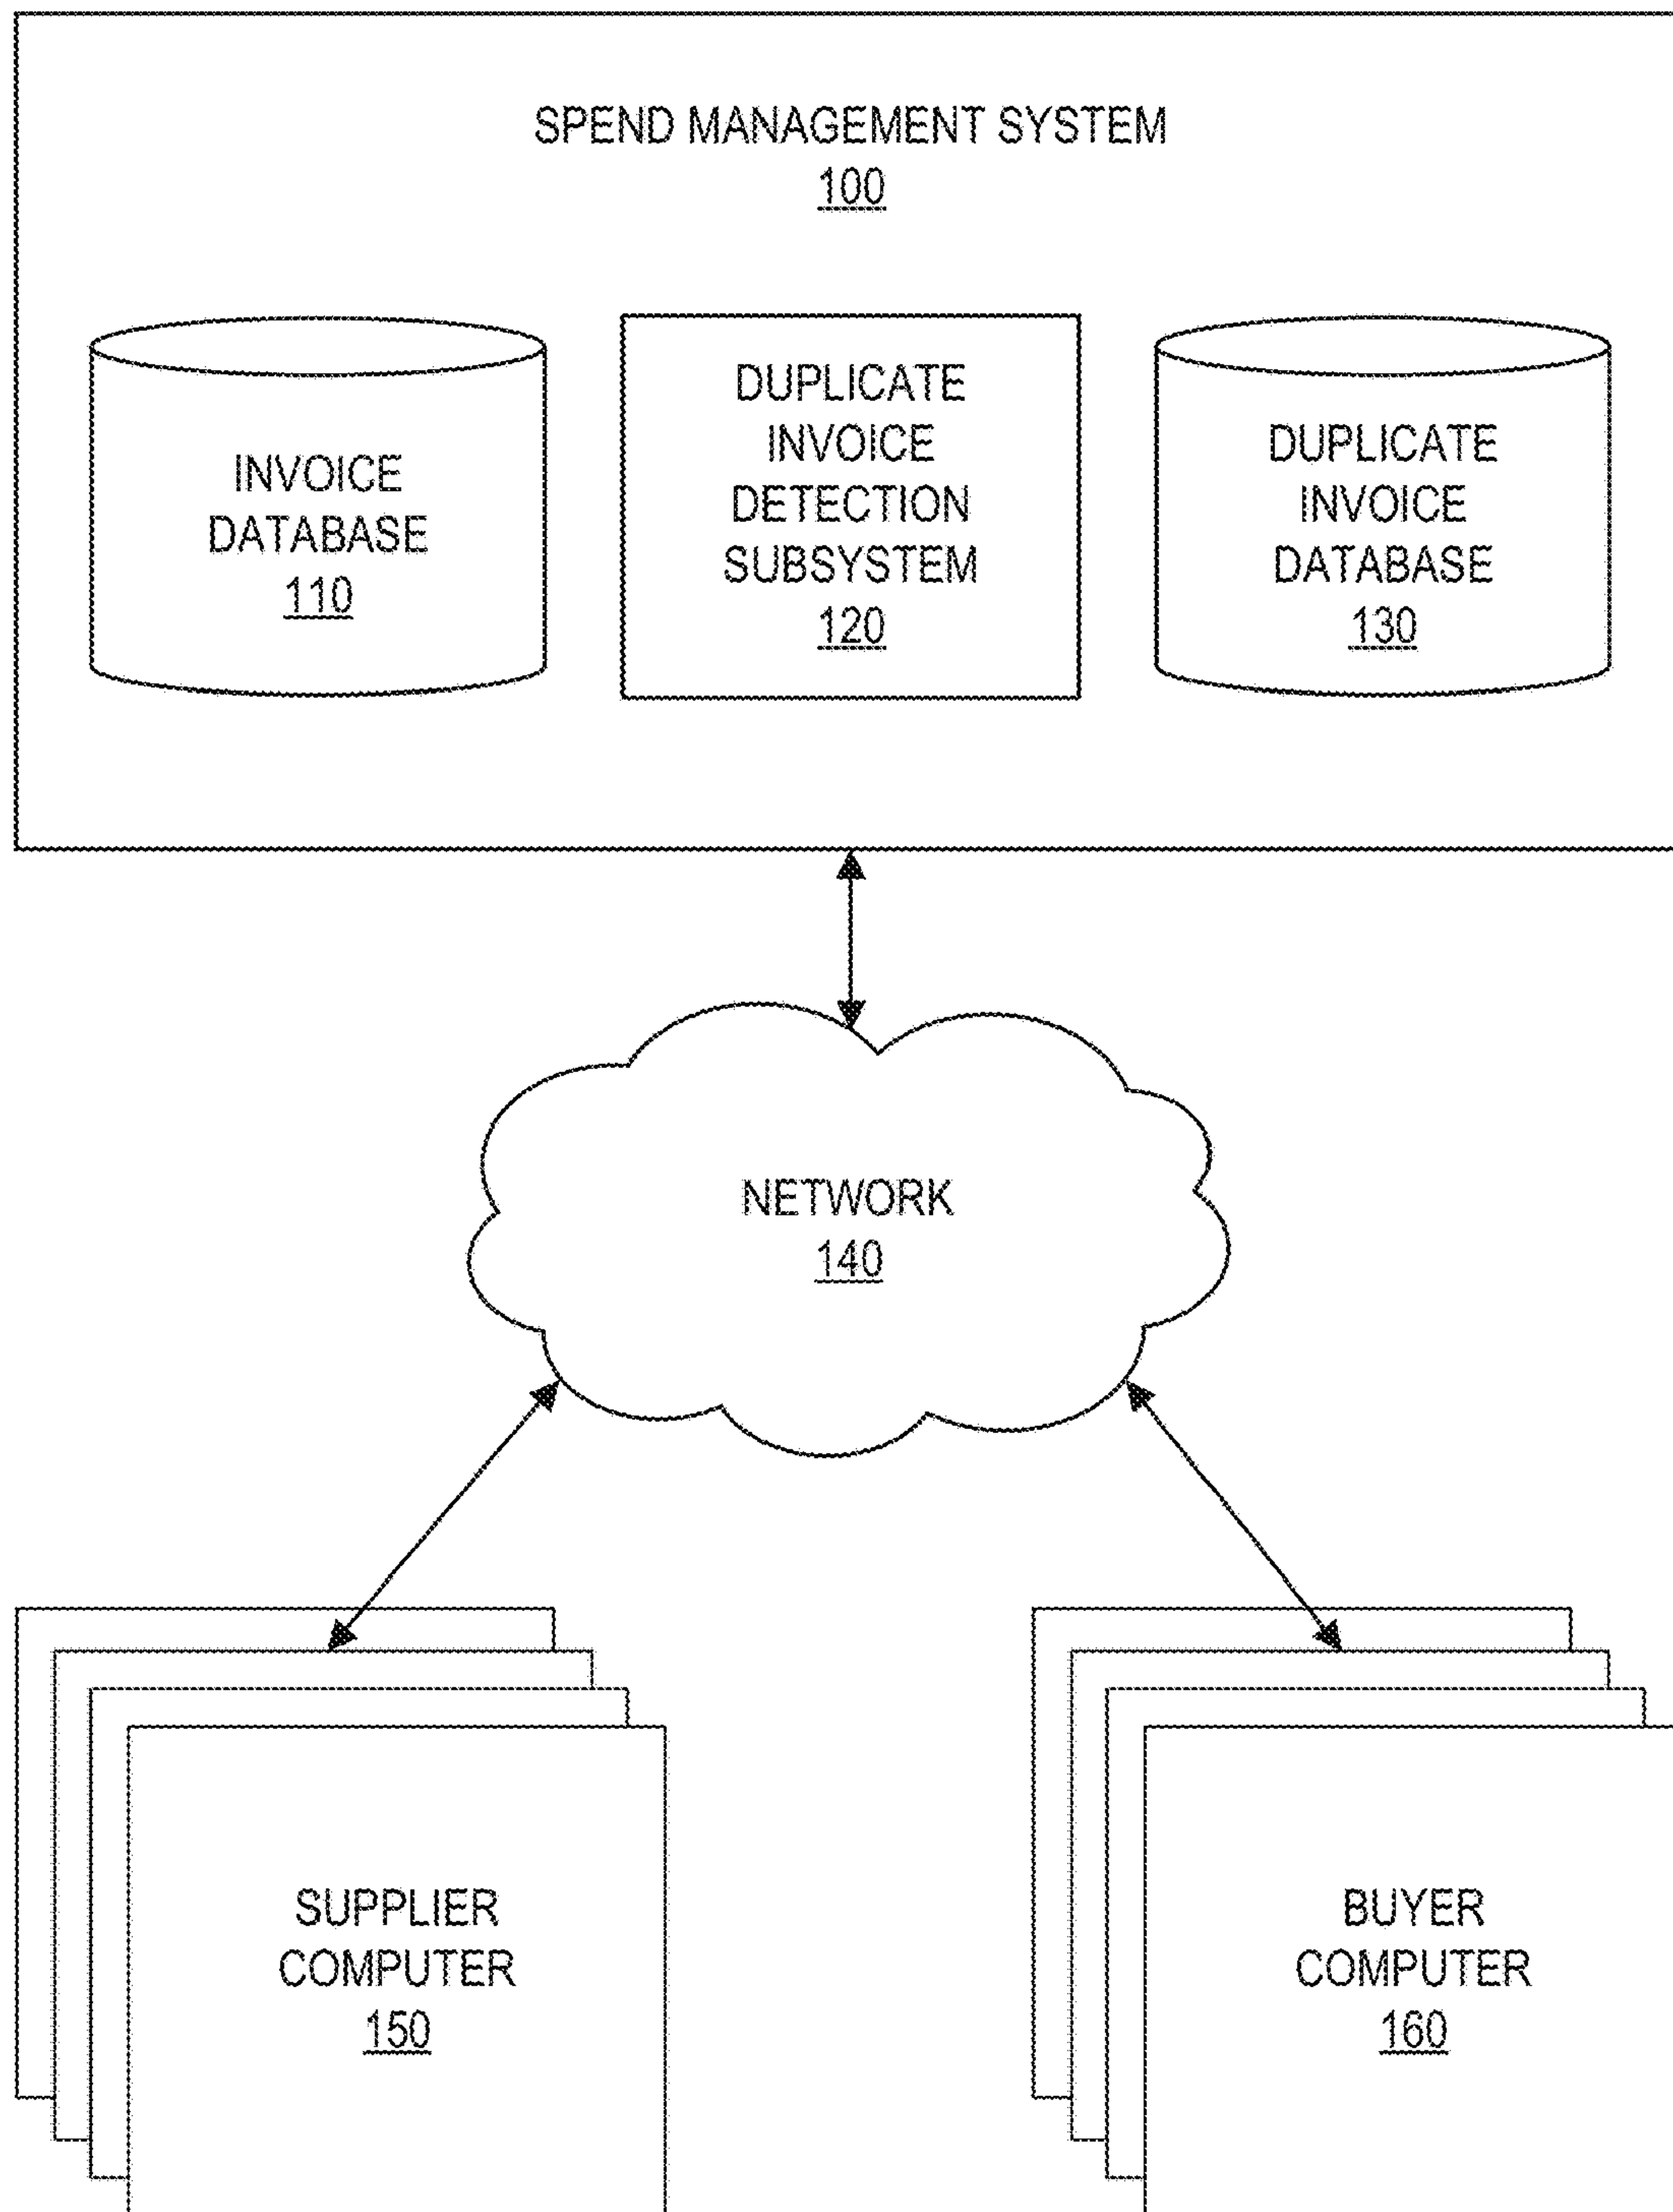 SPEND MANAGEMENT SYSTEM
100
INVOICE
DATABASE
110
DUPLICATE
INVOICE
DETECTION
SUBSYSTEM
120
DUPLICATE
INVOICE
DATABASE
130
NETWORK
140
SUPPLIER
COMPUTER
150
BUYER
COMPUTER
160